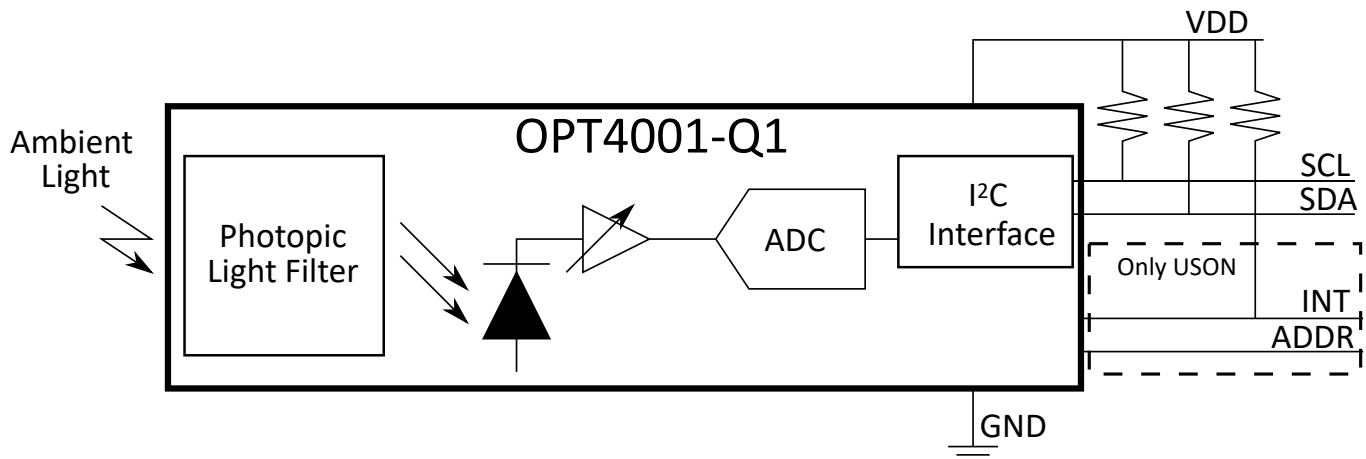 VDD
OPT4001-Q1
Ambient
Light
Photopic
Light Filter
ADC
I²C
Interface
SCL
SDA
Only USON
INT
ADDR
GND